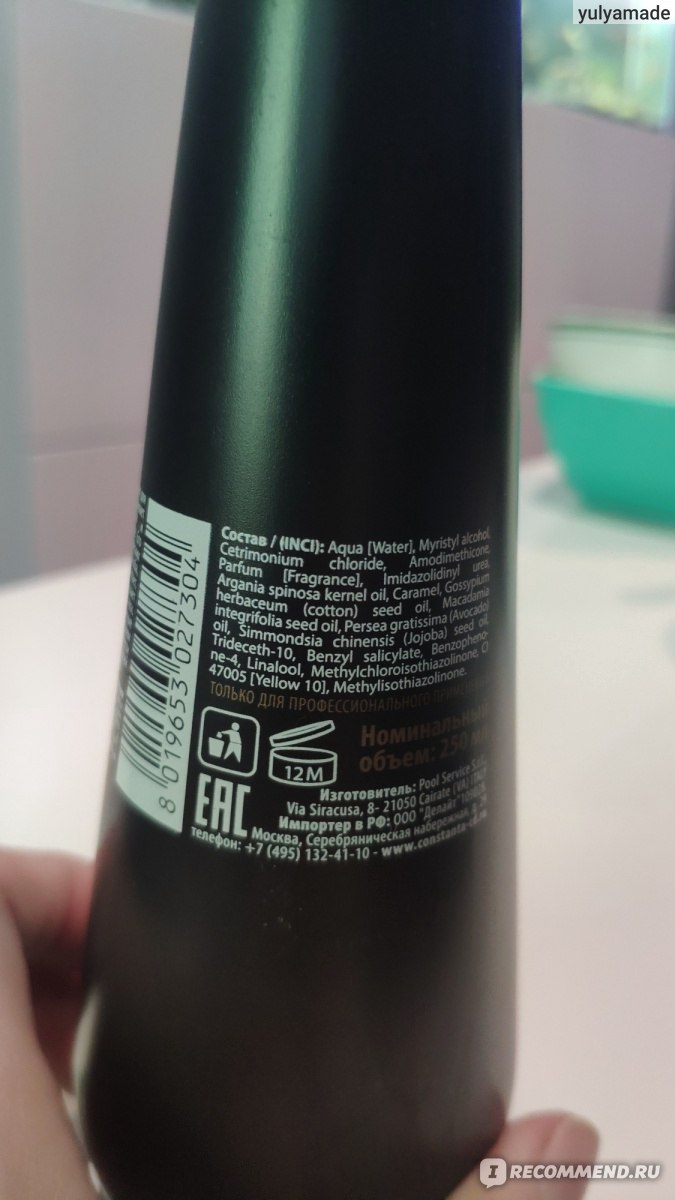 yulyamade
Состав / (INCI): Aqua [Water], Myristyl alcohol,
Cetrimonium chloride, Amodimethicone,
Parfum [Fragrance], Imidazolidinyl urea,
Argania spinosa kernel oil, Caramel, Gossypium
herbaceum (cotton) seed oil, Macadamia
integrifolia seed oil, Persea gratissima (Avocado)
oil, Simmondsia chinensis (Jojoba) seed oil,
Trideceth-10, Benzyl salicylate, Benzopheno-
ne-4, Linalool, Methylchloroisothiazolinone, CI
47005 [Yellow 10], Methylisothiazolinone.
ТОЛЬКО ДЛЯ ПРОФЕССИОНАЛЬНОГО ПРИМЕНЕНИЯ
Номинальный
объем: 250 мл
12M
8 019653 027304
EAC
Изготовитель: Pool Service S.r.l.
Via Siracusa, 8- 21050 Cairate (VA) ITALY
Импортер в РФ: ООО "Делайт"
Москва, Серебряническая набережная,
телефон: +7 (495) 132-41-10 - www.constanta-
IRECOMMEND.RU